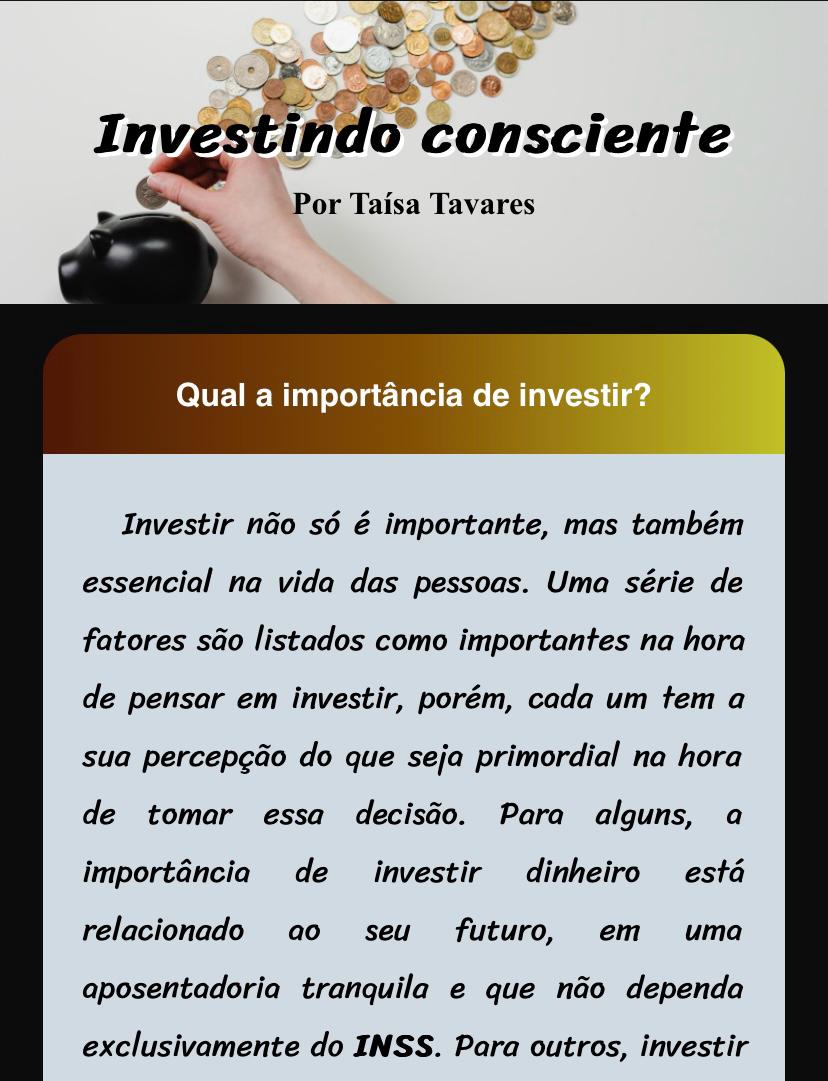 Investindo consciente
Por Taísa Tavares
Qual a importância de investir?
Investir não só é importante, mas também
essencial na vida das pessoas. Uma série de
fatores são listados como importantes na hora
de pensar em investir, porém, cada um tem a
sua percepção do que seja primordial na hora
de tomar essa decisão. Para alguns, a
importância de investir dinheiro está
relacionado ao seu futuro, em uma
aposentadoria tranquila e que não dependa
exclusivamente do INSS. Para outros, investir